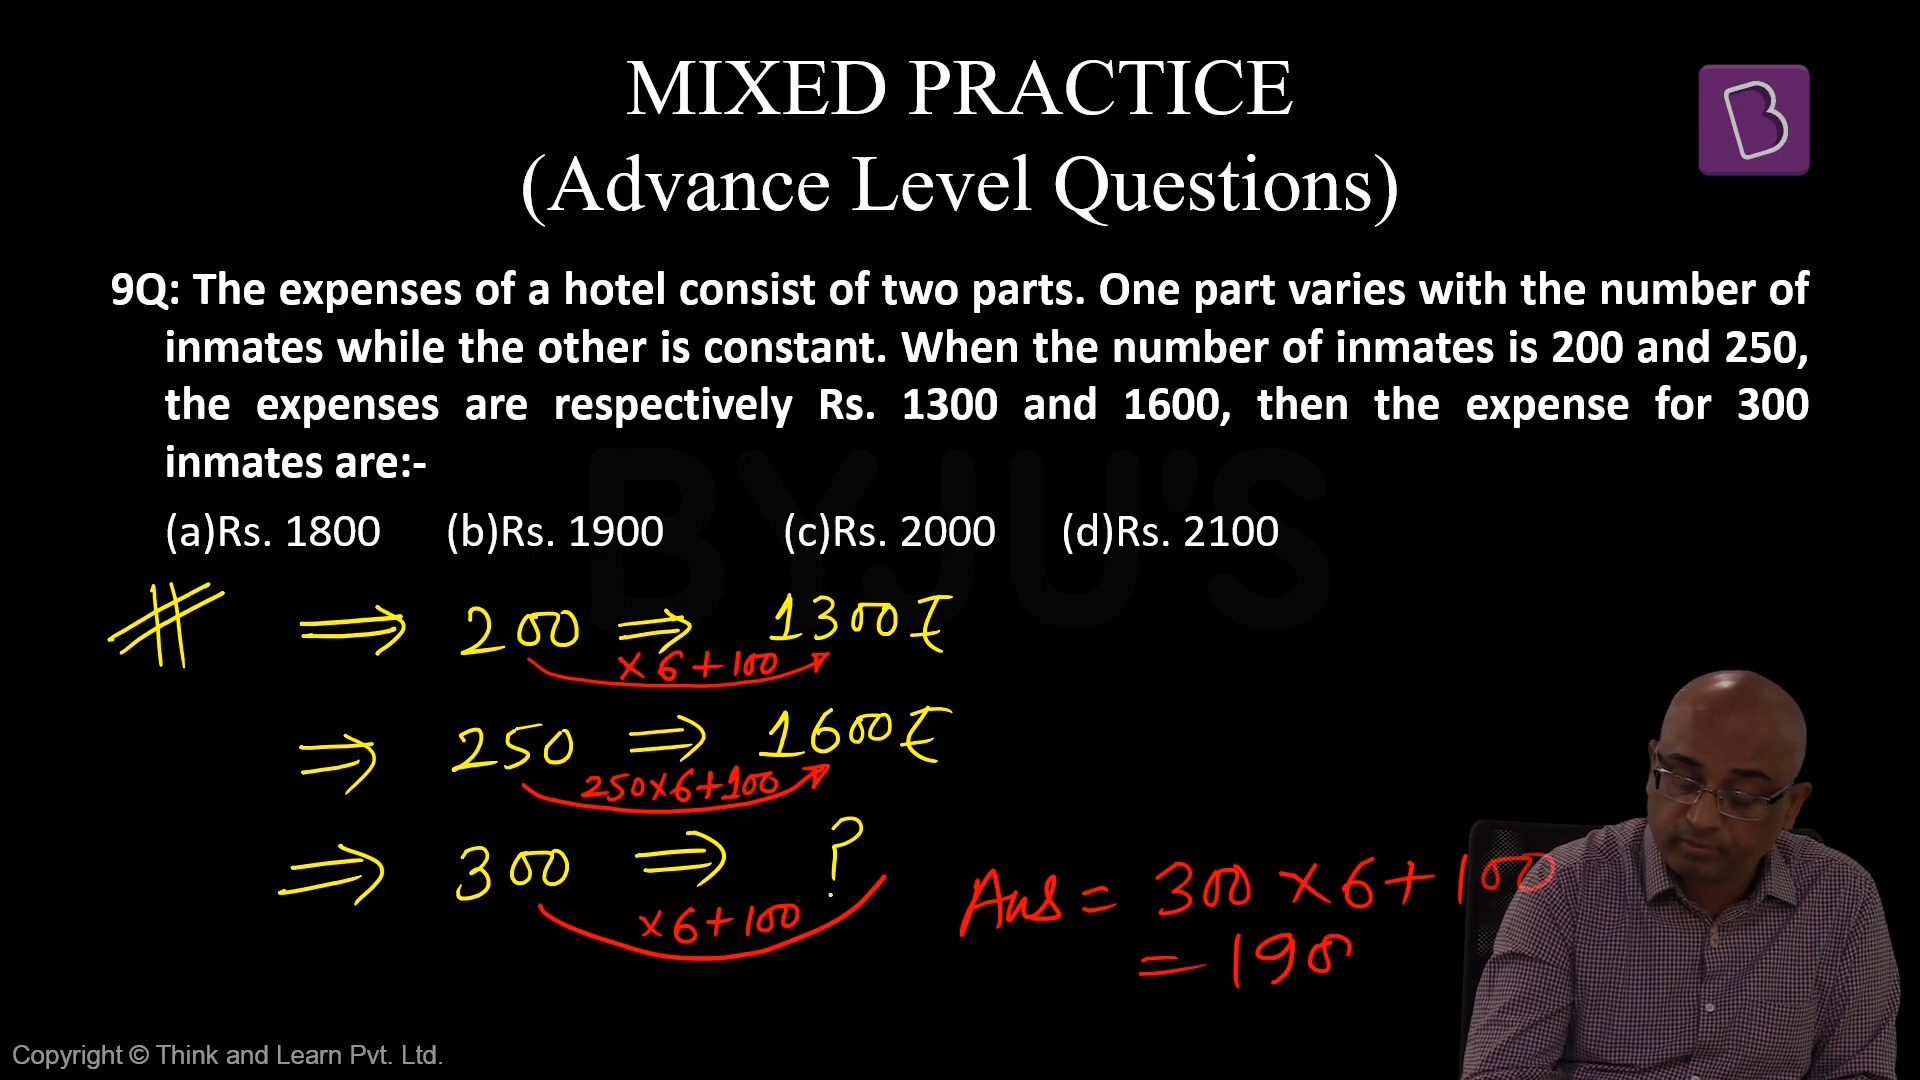 MIXED PRACTICE
(Advance Level Questions)
9Q: The expenses of a hotel consist of two parts. One part varies with the number of
inmates while the other is constant. When the number of inmates is 200 and 250,
the expenses are respectively Rs. 1300 and 1600, then the expense for 300
inmates are:-
(a)Rs. 1800 (b)Rs. 1900 (c)Rs. 2000 (d)Rs. 2100
BYJU'S
⇒ 200 ⇒ 1300 E
× 6 + 100
⇒ 250 ⇒ 1600 E
250×6+100
⇒ 300 ⇒ ?
×6+100
Ans = 300 × 6 + 100
= 190
Copyright © Think and Learn Pvt. Ltd.